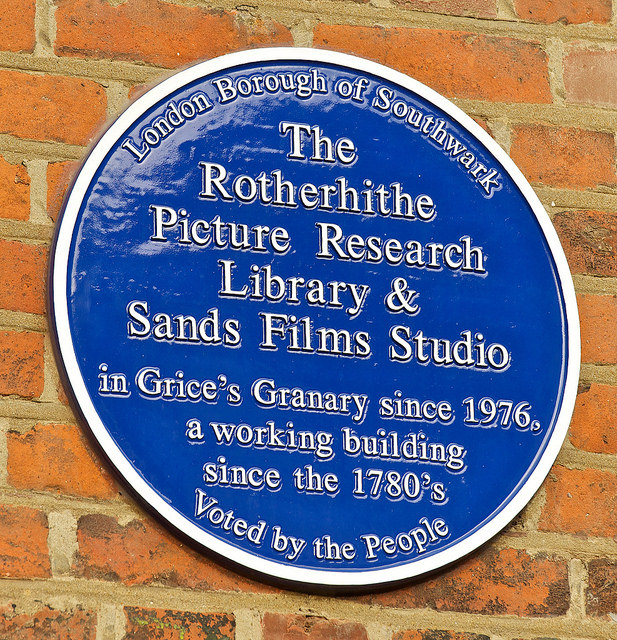 London Borough of Southwark
The
Rotherhithe
Picture Research
Library &
Sands Films Studio
in Grice's Granary since 1976,
a working building
since the 1780's
Voted by the People